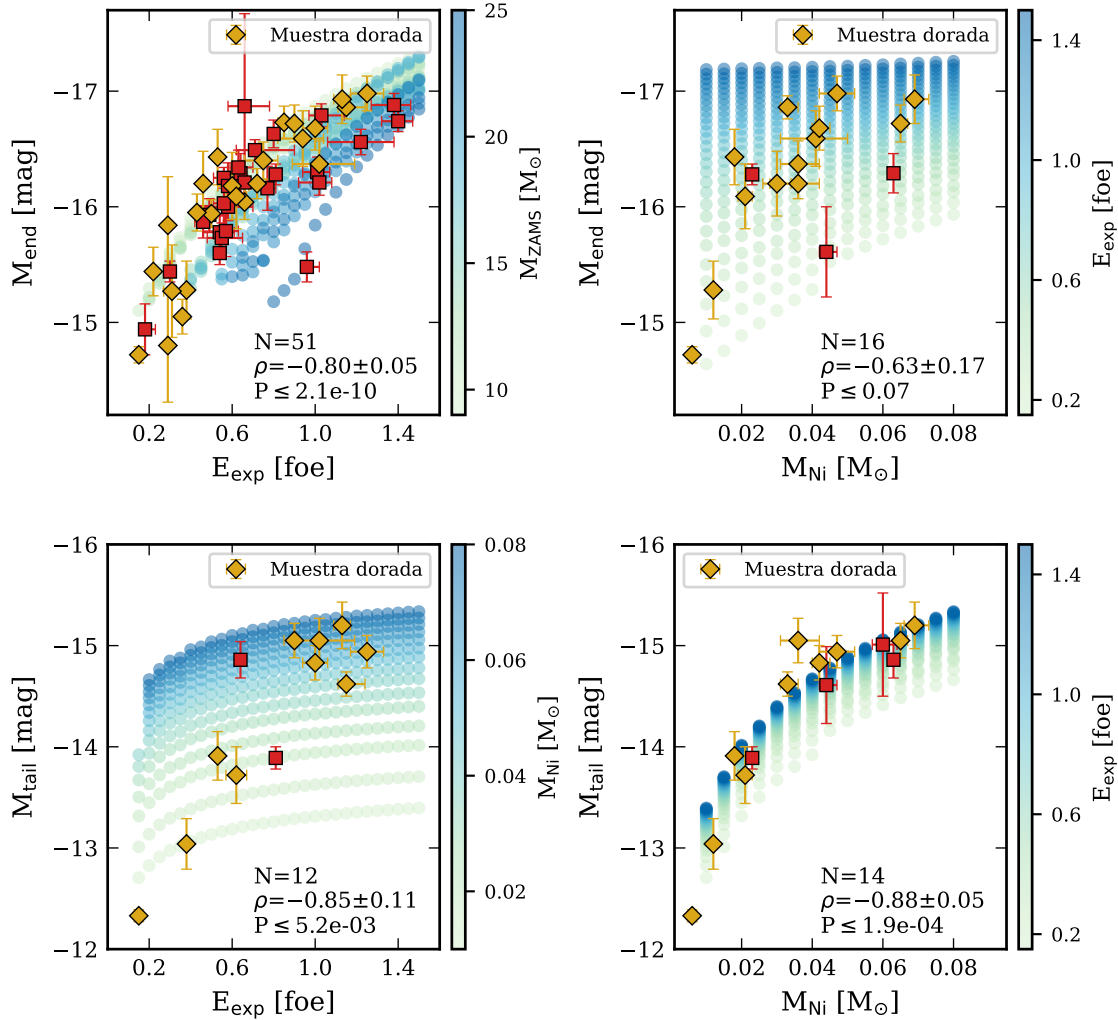 Muestra dorada
−17
−16
−15
M_end [mag]
N=51
ρ=−0.80±0.05
P ≤ 2.1e-10
0.2 0.6 1.0 1.4
E_exp [foe]
25
20
15
10
M_ZAMS [M_⊙]
Muestra dorada
−17
−16
−15
M_end [mag]
N=16
ρ=−0.63±0.17
P ≤ 0.07
0.02 0.04 0.06 0.08
M_Ni [M_⊙]
1.4
1.0
0.6
0.2
E_exp [foe]
Muestra dorada
−16
−15
−14
−13
−12
M_tail [mag]
N=12
ρ=−0.85±0.11
P ≤ 5.2e-03
0.2 0.6 1.0 1.4
E_exp [foe]
0.08
0.06
0.04
0.02
M_Ni [M_⊙]
Muestra dorada
−16
−15
−14
−13
−12
M_tail [mag]
N=14
ρ=−0.88±0.05
P ≤ 1.9e-04
0.02 0.04 0.06 0.08
M_Ni [M_⊙]
1.4
1.0
0.6
0.2
E_exp [foe]